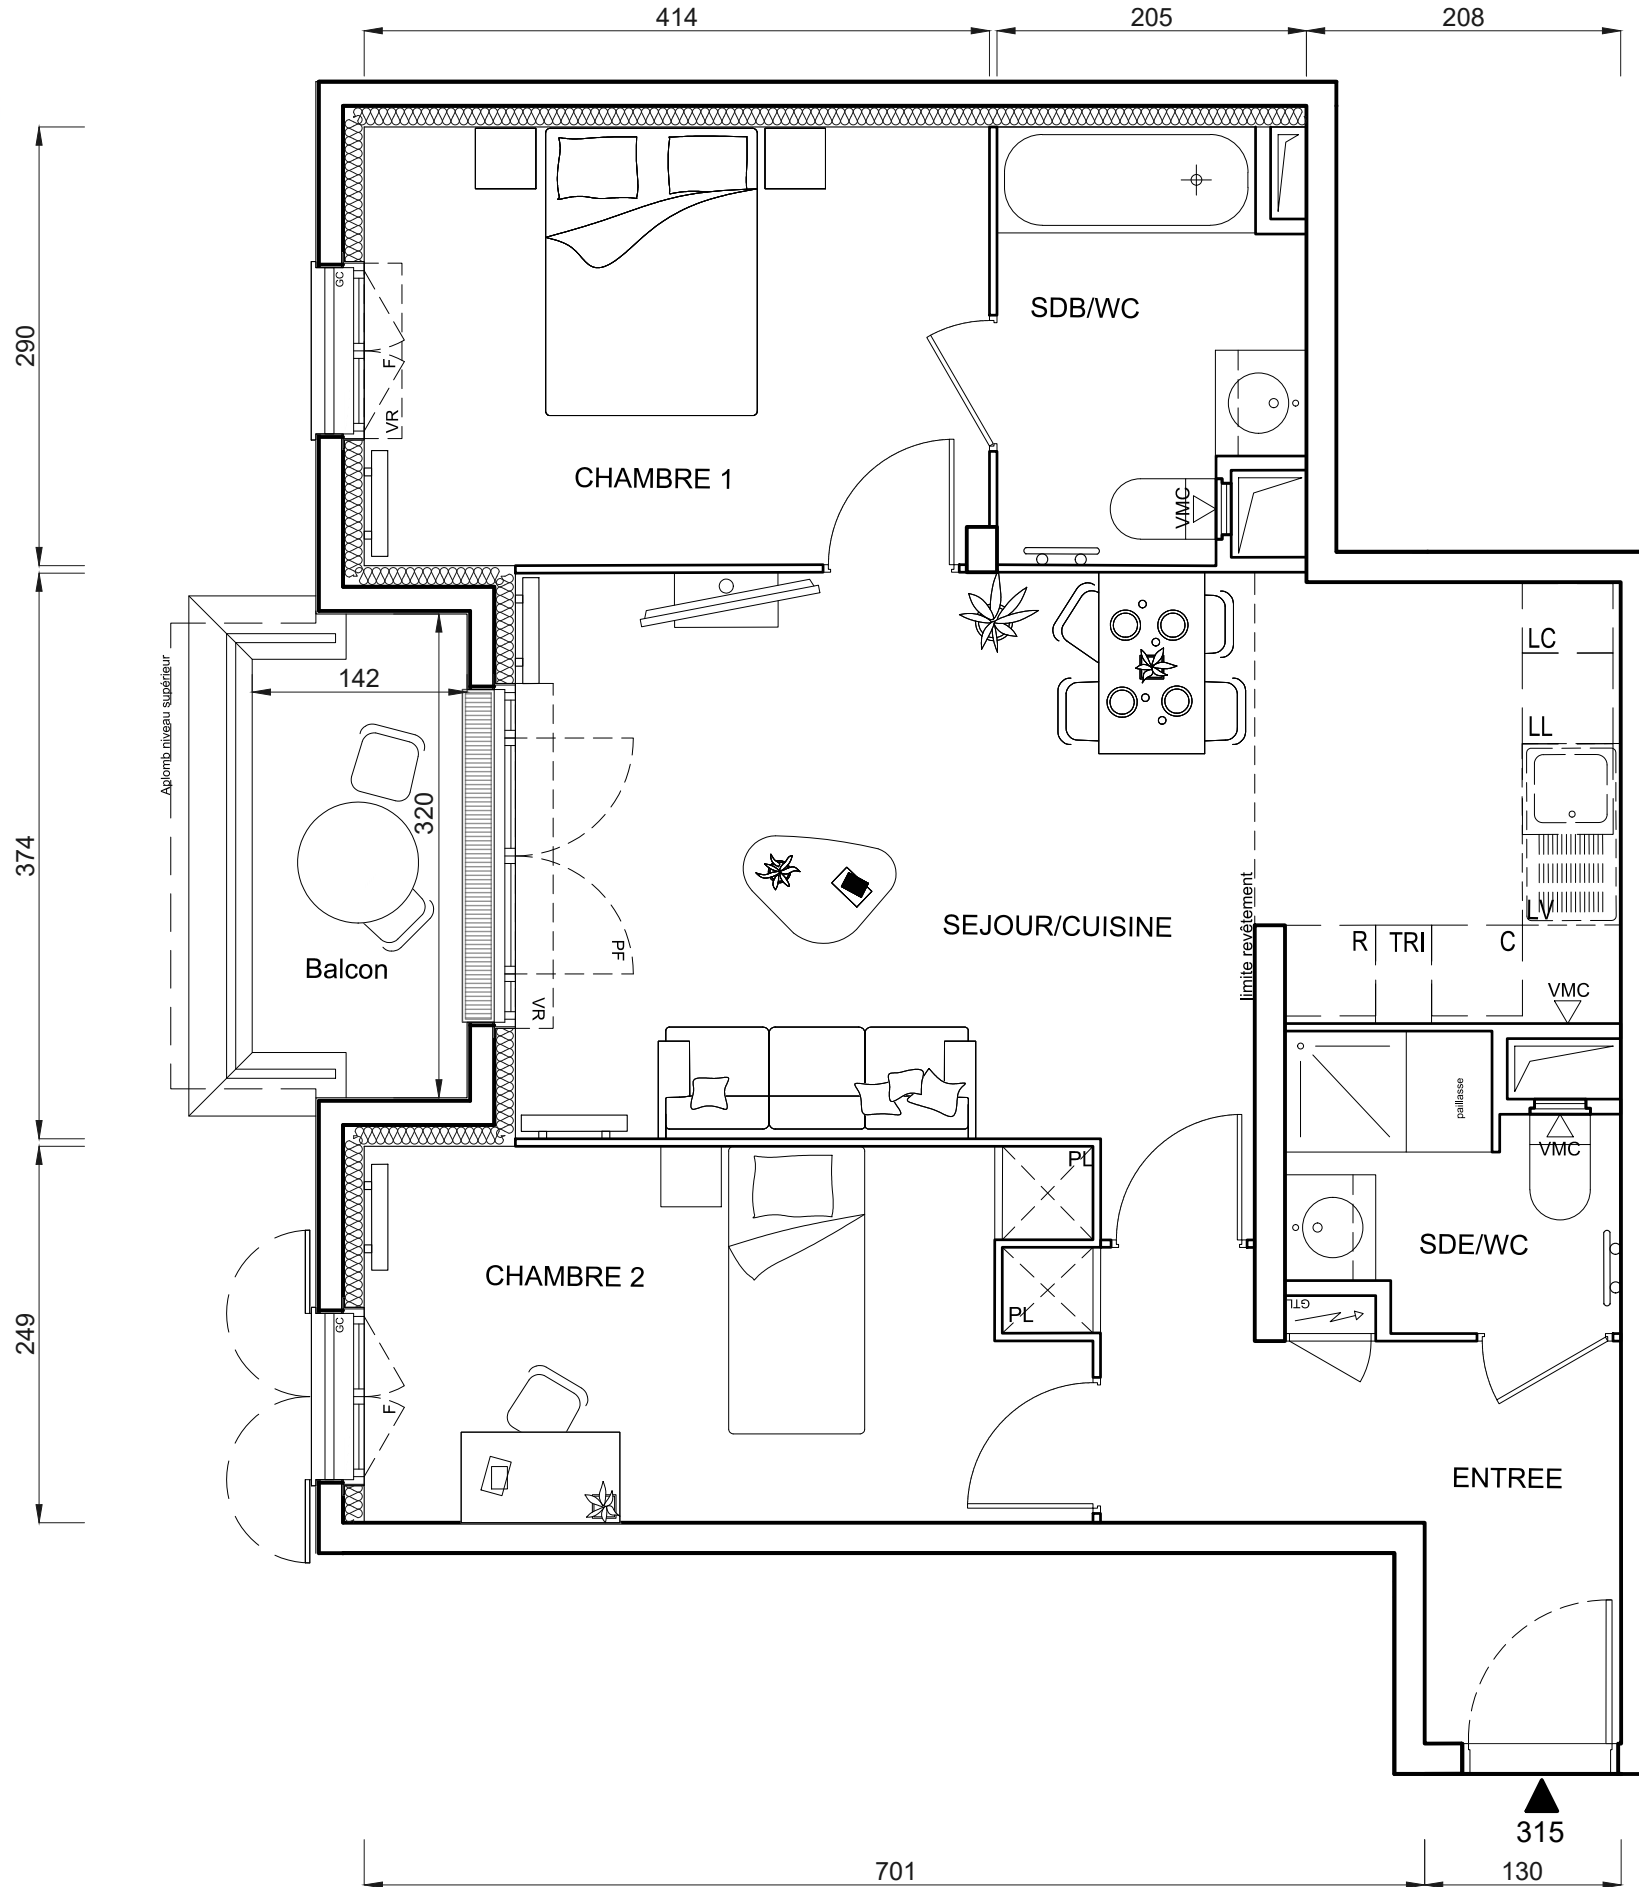 414
205
208
290
374
249
GC
F
VR
SDB/WC
CHAMBRE 1
VMC
Aplomb niveau supérieur
142
320
Balcon
PF
VR
SEJOUR/CUISINE
limite revêtement
LC
LL
LV
R
TRI
C
VMC
paillasse
VMC
SDE/WC
GTL
PL
PL
CHAMBRE 2
GC
F
ENTREE
315
701
130